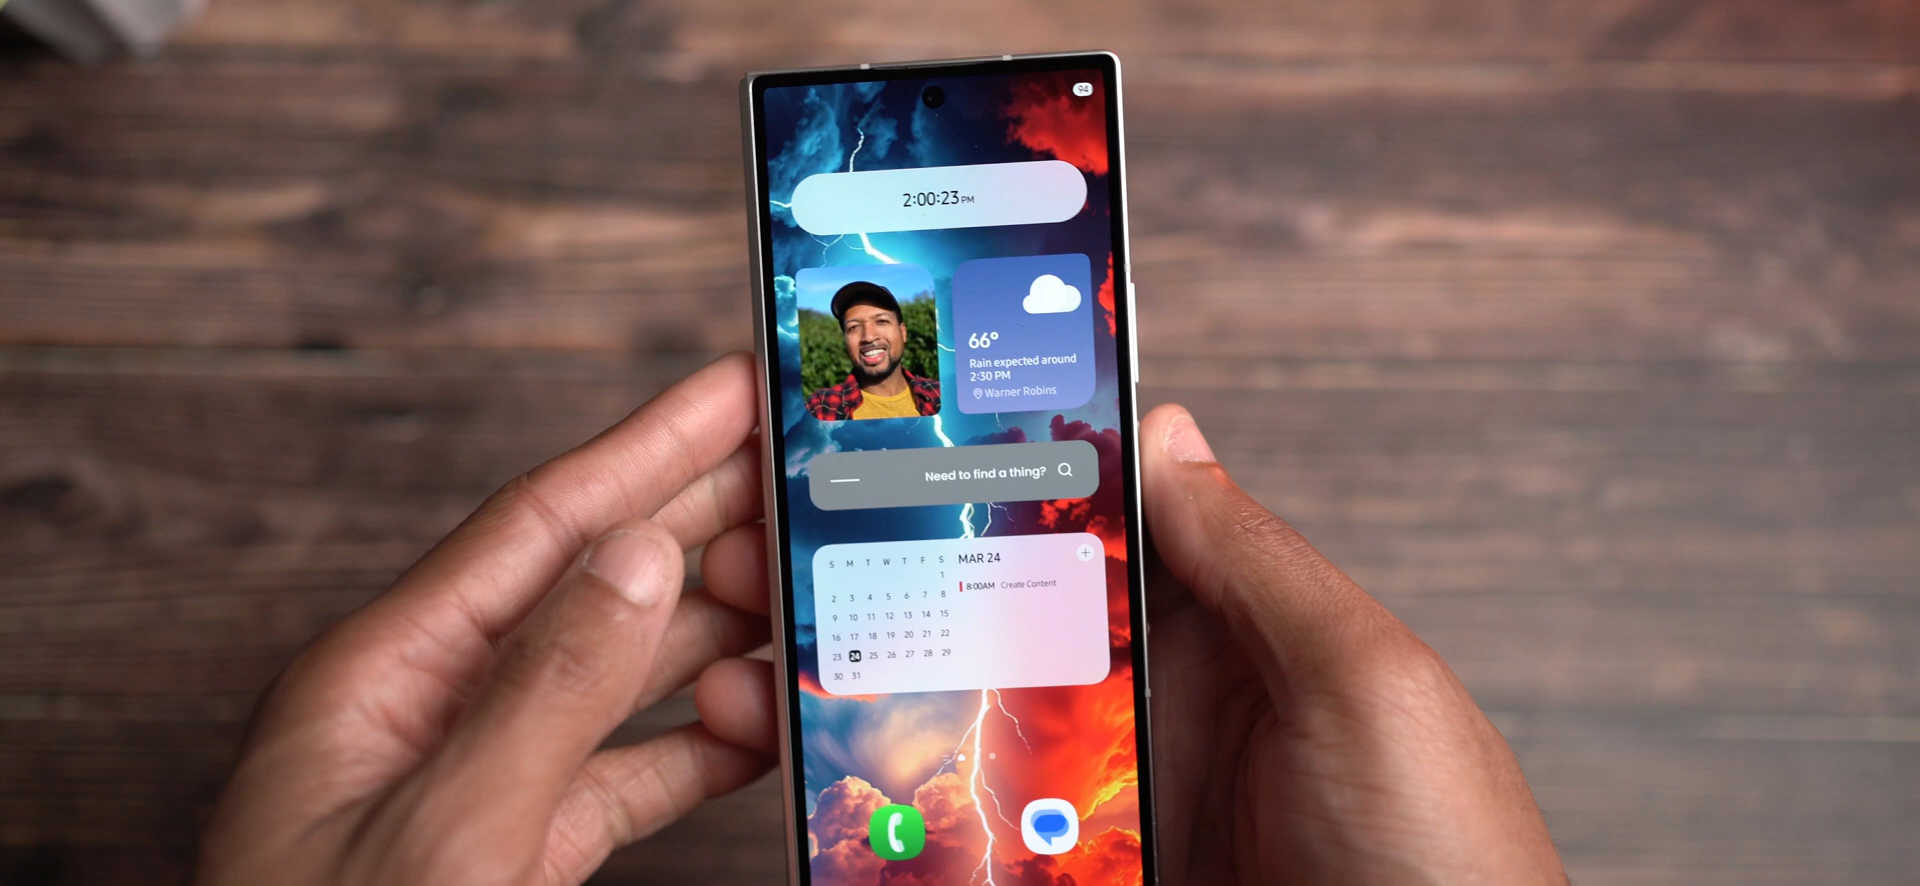 94
2:00:23 PM
66°
Rain expected around
2:30 PM
Warner Robins
Need to find a thing?
S M T W T F S
1
2 3 4 5 6 7 8
9 10 11 12 13 14 15
16 17 18 19 20 21 22
23 24 25 26 27 28 29
30 31
MAR 24
8:00AM Create Content